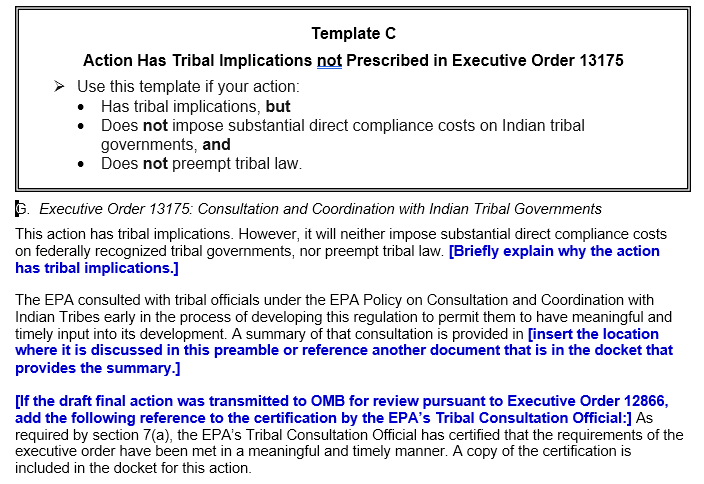 Template C
Action Has Tribal Implications not Prescribed in Executive Order 13175
➢ Use this template if your action:
• Has tribal implications, but
• Does not impose substantial direct compliance costs on Indian tribal
governments, and
• Does not preempt tribal law.
G. Executive Order 13175: Consultation and Coordination with Indian Tribal Governments
This action has tribal implications. However, it will neither impose substantial direct compliance costs
on federally recognized tribal governments, nor preempt tribal law. [Briefly explain why the action
has tribal implications.]
The EPA consulted with tribal officials under the EPA Policy on Consultation and Coordination with
Indian Tribes early in the process of developing this regulation to permit them to have meaningful and
timely input into its development. A summary of that consultation is provided in [insert the location
where it is discussed in this preamble or reference another document that is in the docket that
provides the summary.]
[If the draft final action was transmitted to OMB for review pursuant to Executive Order 12866,
add the following reference to the certification by the EPA’s Tribal Consultation Official:] As
required by section 7(a), the EPA’s Tribal Consultation Official has certified that the requirements of the
executive order have been met in a meaningful and timely manner. A copy of the certification is
included in the docket for this action.